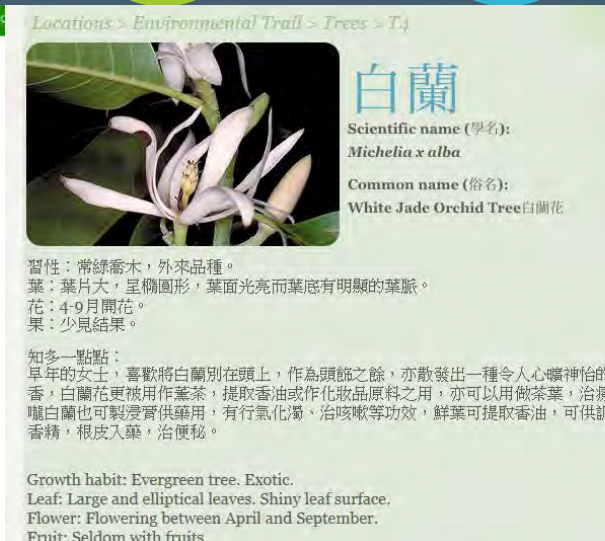 Locations > Environmental Trail > Trees > T4
白蘭
Scientific name (學名):
Michelia x alba
Common name (俗名):
White Jade Orchid Tree白蘭花
習性：常綠喬木，外來品種。
葉：葉片大，呈橢圓形，葉面光亮而葉底有明顯的葉脈。
花：4-9月開花。
果：少見結果。
知多一點點：
早年的女士，喜歡將白蘭別在頭上，作為頭飾之餘，亦散發出一種令人心曠神怡的
香，白蘭花更被用作薰茶，提取香油或作化妝品原料之用，亦可以用做茶葉，治
嚨白蘭也可製浸膏供藥用，有行氣化濁、治咳嗽等功效，鮮葉可提取香油，可供
香精，根皮入藥，治便秘。
Growth habit: Evergreen tree. Exotic.
Leaf: Large and elliptical leaves. Shiny leaf surface.
Flower: Flowering between April and September.
Fruit: Seldom with fruits